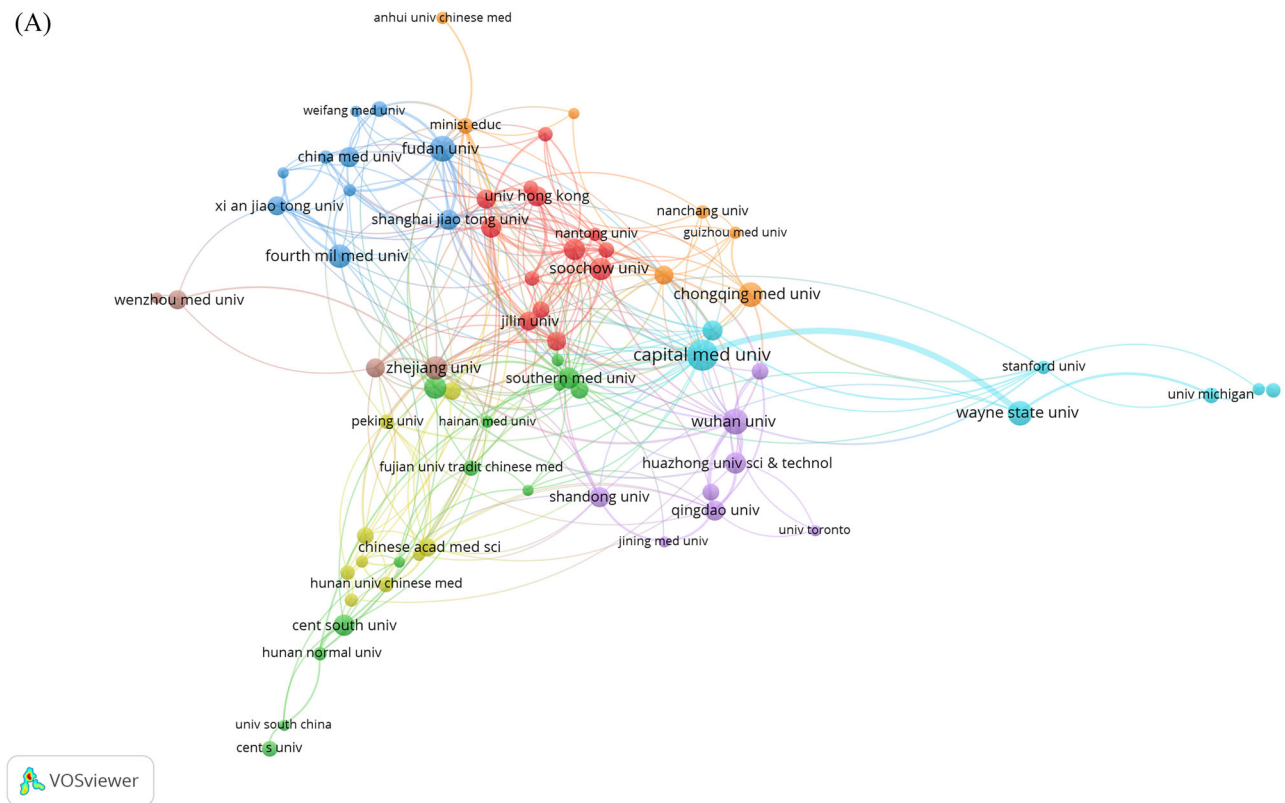 (A)
anhui univ chinese med
weifang med univ
minist educ
fudan univ
china med univ
univ hong kong
xi an jiao tong univ
shanghai jiao tong univ
nanchang univ
nantong univ
guizhou med univ
fourth mil med univ
soochow univ
chongqing med univ
wenzhou med univ
jilin univ
capital med univ
zhejiang univ
stanford univ
southern med univ
univ michigan
wayne state univ
peking univ
hainan med univ
wuhan univ
huazhong univ sci & technol
fujian univ tradit chinese med
shandong univ
qingdao univ
univ toronto
jining med univ
chinese acad med sci
hunan univ chinese med
cent south univ
hunan normal univ
univ south china
cent s univ
VOSviewer